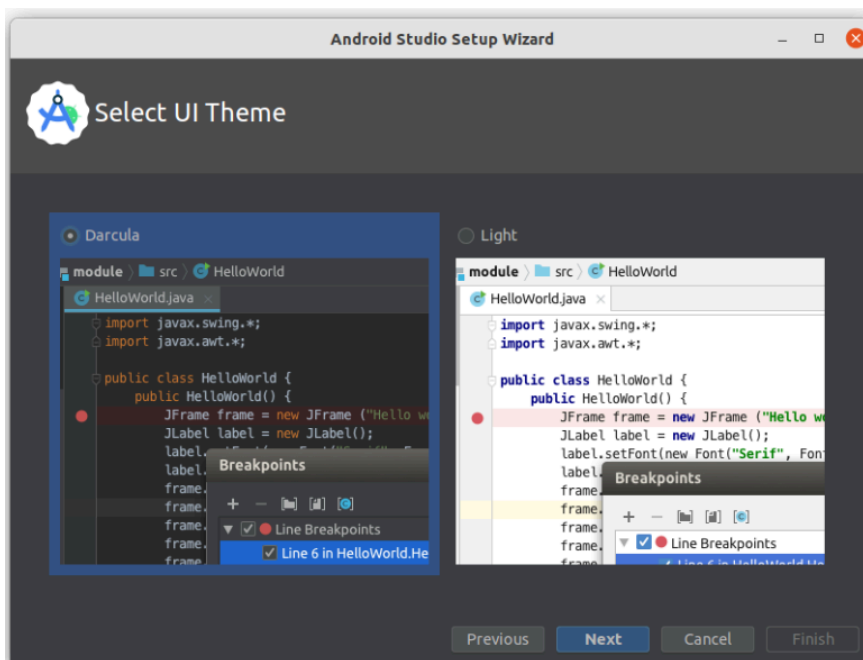 Android Studio Setup Wizard
Select UI Theme
Darcula
module src HelloWorld
HelloWorld.java
import javax.swing.*;
import javax.awt.*;
public class HelloWorld {
public HelloWorld() {
JFrame frame = new JFrame ("Hello w
JLabel label = new JLabel();
label.
Breakpoints
label.
frame.
frame.
frame.
Line Breakpoints
frame.
Line 6 in HelloWorld.He
frame.
Light
module src HelloWorld
HelloWorld.java
import javax.swing.*;
import javax.awt.*;
public class HelloWorld {
public HelloWorld() {
JFrame frame = new JFrame ("Hello w
JLabel label = new JLabel();
label.setFont(new Font("Serif", Font
label.
Breakpoints
frame.
frame.
frame.
Line Breakpoints
frame.
Previous Next Cancel Finish